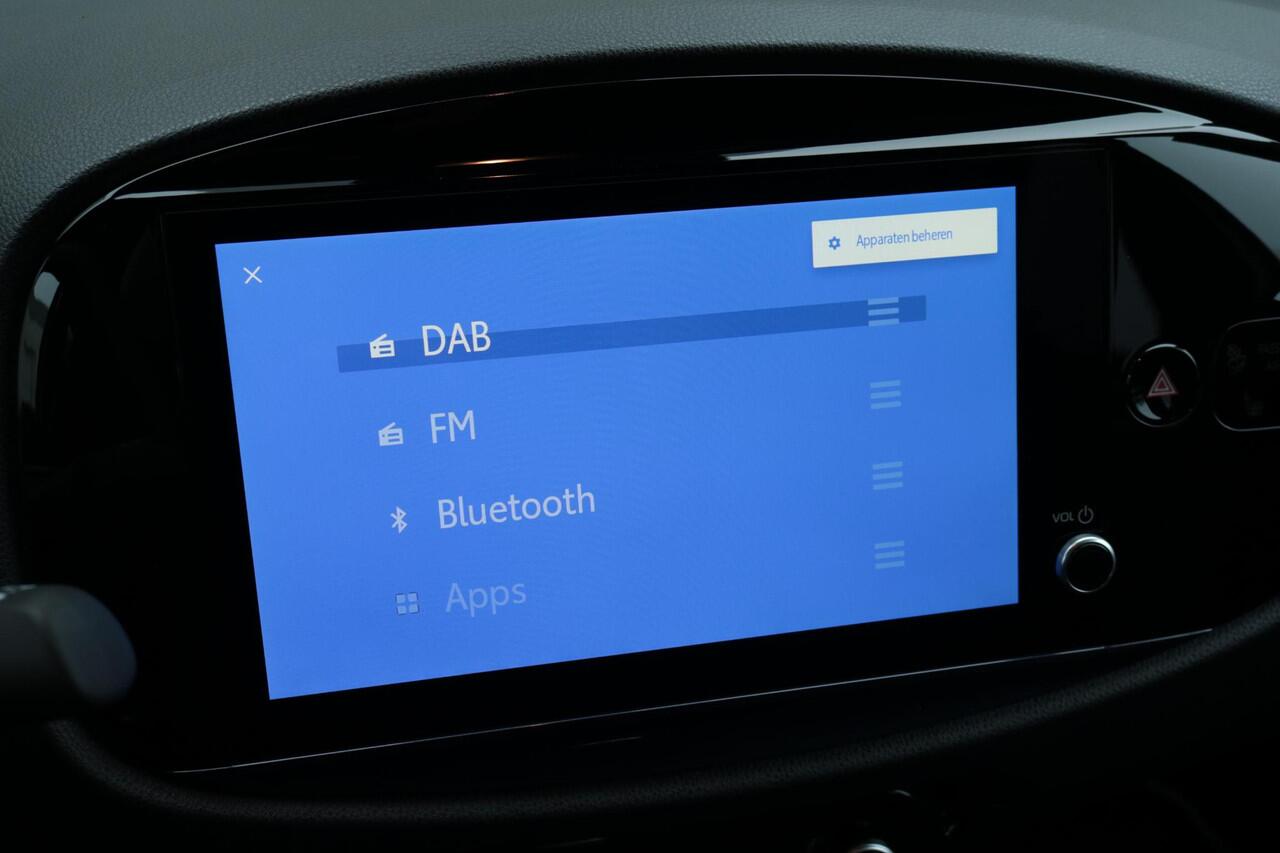 Apparaten beheren
DAB
FM
Bluetooth
Apps
VOL